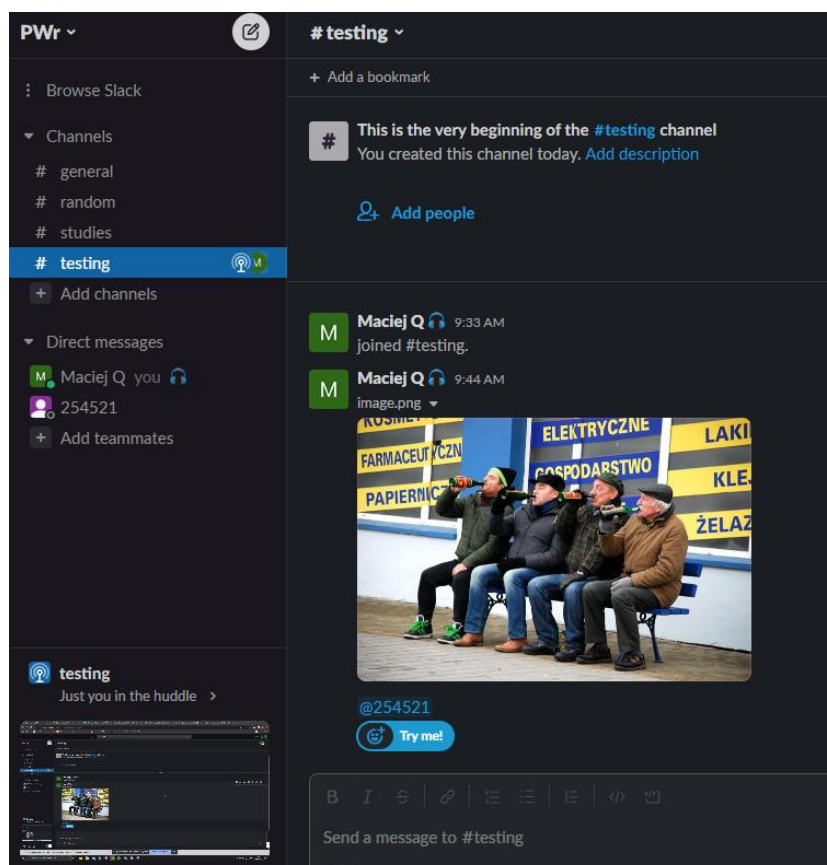 PWr
Browse Slack
Channels
# general
# random
# studies
# testing
M
+ Add channels
Direct messages
M Maciej Q you
254521
+ Add teammates
testing
Just you in the huddle >
# testing
+ Add a bookmark
# This is the very beginning of the #testing channel
You created this channel today. Add description
Add people
M Maciej Q 9:33 AM
joined #testing.
M Maciej Q 9:44 AM
image.png
FARMACEUTYCZN
PAPIERNIC
ELEKTRYCZNE
GOSPODARSTWO
LAKI
KLE
ŻELAZ
@254521
Try me!
B I S
Send a message to #testing